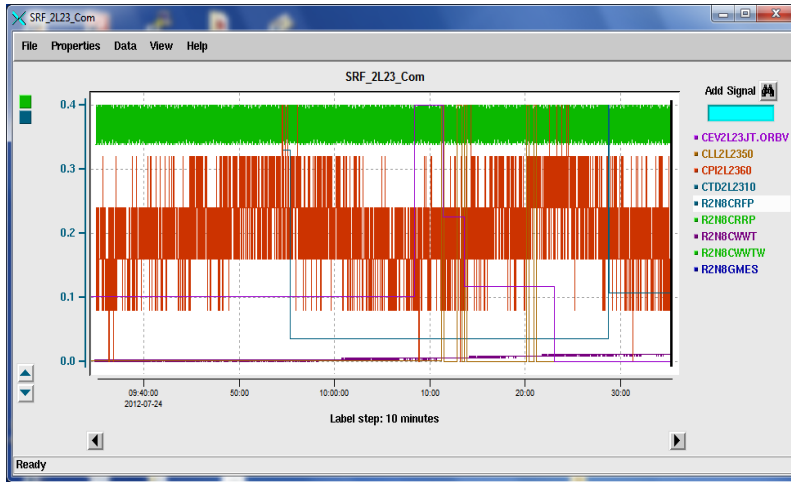 SRF_2L23_Com
File Properties Data View Help
SRF_2L23_Com
Add Signal
0.4
0.3
0.2
0.1
0.0
CEV2L23JT.ORBV
CLL2L2350
CPI2L2360
CTD2L2310
R2N8CRFP
R2N8CRRP
R2N8CWWT
R2N8CWWTW
R2N8GMES
09:40:00 50:00 10:00:00 10:00 20:00 30:00
2012-07-24
Label step: 10 minutes
Ready